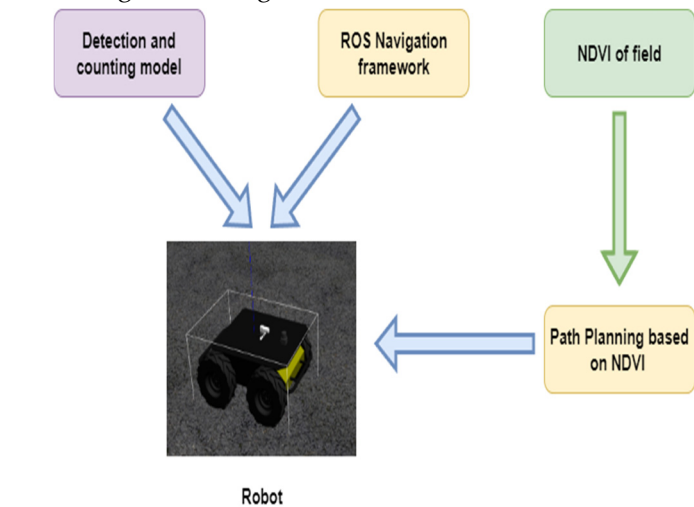 Detection and
counting model
ROS Navigation
framework
NDVI of field
Path Planning based
on NDVI
Robot